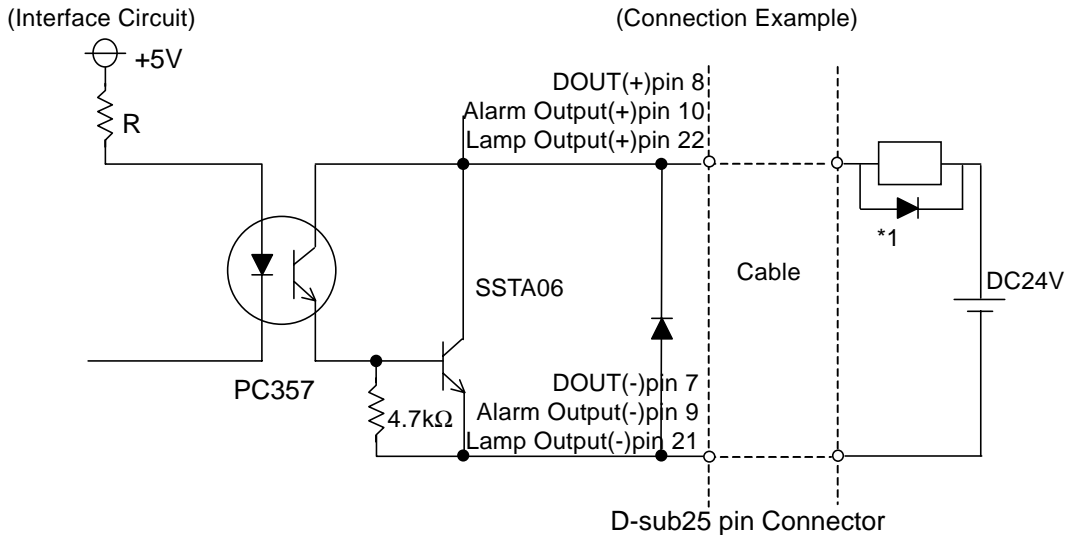 (Interface Circuit)
(Connection Example)
+5V
R
DOUT(+)pin 8
Alarm Output(+)pin 10
Lamp Output(+)pin 22
*1
Cable
DC24V
SSTA06
PC357
4.7kΩ
DOUT(-)pin 7
Alarm Output(-)pin 9
Lamp Output(-)pin 21
D-sub25 pin Connector